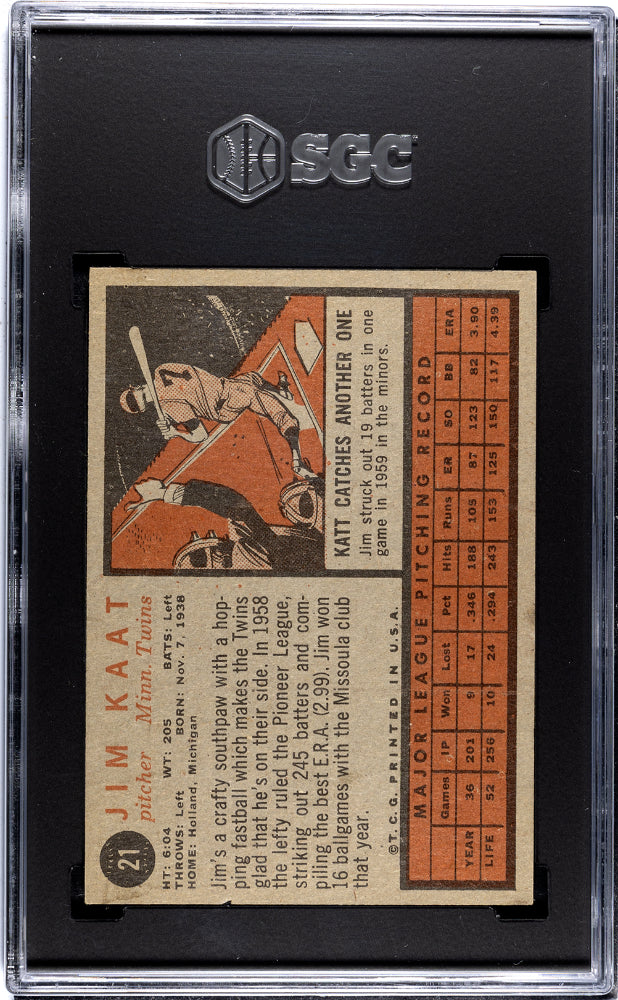 SGC
21
JIM KAAT
pitcher Minn. Twins
HT: 6:04 WT: 205 BATS: Left
THROWS: Left BORN: Nov. 7, 1938
HOME: Holland, Michigan
Jim's a crafty southpaw with a hop-
ping fastball which makes the Twins
glad that he's on their side. In 1958
the lefty ruled the Pioneer League,
striking out 245 batters and com-
piling the best E.R.A. (2.99). Jim won
16 ballgames with the Missoula club
that year.
7
KATT CATCHES ANOTHER ONE
Jim struck out 19 batters in one
game in 1959 in the minors.
©T.C.G. PRINTED IN U.S.A.
MAJOR LEAGUE PITCHING RECORD
Games IP Won Lost Pct Hits Runs ER SO BB ERA
YEAR 36 201 9 17 .346 188 105 87 123 82 3.90
LIFE 52 256 10 24 .294 243 153 125 150 117 4.39